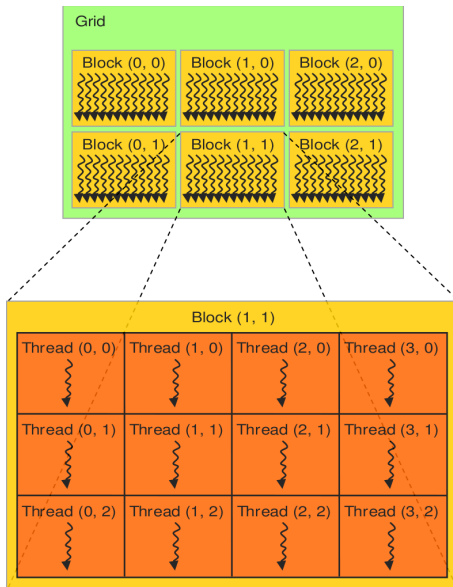 Grid
Block (0, 0) Block (1, 0) Block (2, 0)
Block (0, 1) Block (1, 1) Block (2, 1)
Block (1, 1)
Thread (0, 0) Thread (1, 0) Thread (2, 0) Thread (3, 0)
Thread (0, 1) Thread (1, 1) Thread (2, 1) Thread (3, 1)
Thread (0, 2) Thread (1, 2) Thread (2, 2) Thread (3, 2)